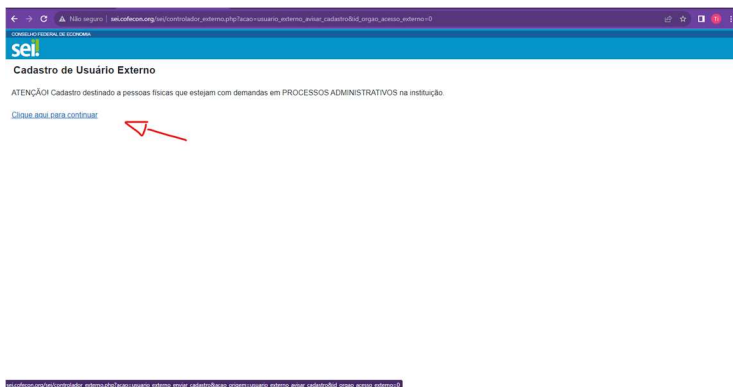 Não seguro | sei.cofecon.org/sei/controlador_externo.php?acao=usuario_externo_avisar_cadastro&id_orgao_acesso_externo=0
CONSELHO FEDERAL DE ECONOMIA
sei!
Cadastro de Usuário Externo
ATENÇÃO! Cadastro destinado a pessoas físicas que estejam com demandas em PROCESSOS ADMINISTRATIVOS na instituição.
Clique aqui para continuar
sei.cofecon.org/sei/controlador_externo.php?acao=usuario_externo_enviar_cadastro&acao_origem=usuario_externo_avisar_cadastro&id_orgao_acesso_externo=0